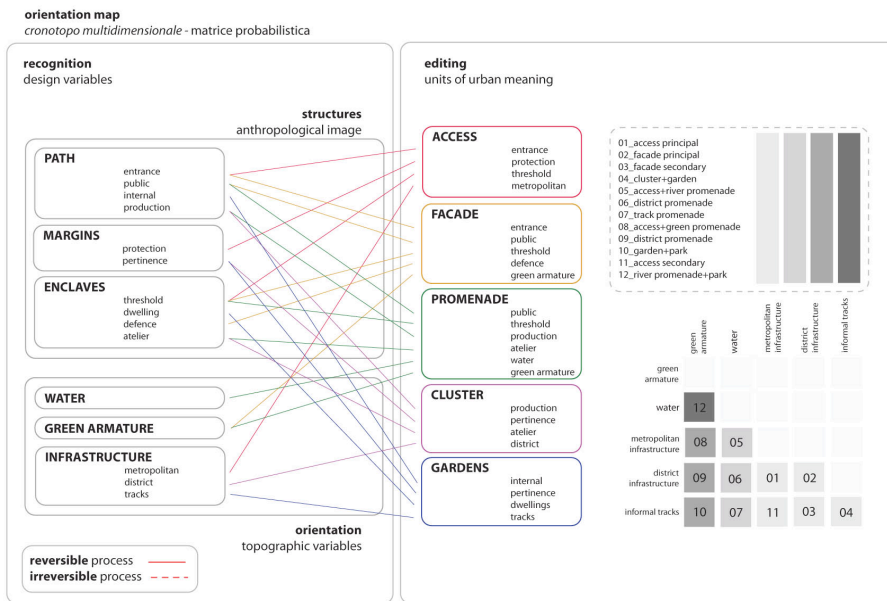 orientation map
cronotopo multidimensionale - matrice probabilistica
recognition
design variables
structures
anthropological image
PATH
entrance
public
internal
production
MARGINS
protection
pertinence
ENCLAVES
threshold
dwelling
defence
atelier
WATER
GREEN ARMATURE
INFRASTRUCTURE
metropolitan
district
tracks
orientation
topographic variables
reversible process
irreversible process
editing
units of urban meaning
ACCESS
entrance
protection
threshold
metropolitan
FACADE
entrance
public
threshold
defence
green armature
PROMENADE
public
threshold
production
atelier
water
green armature
CLUSTER
production
pertinence
atelier
district
GARDENS
internal
pertinence
dwellings
tracks
01_access principal
02_facade principal
03_facade secondary
04_cluster+garden
05_access+river promenade
06_district promenade
07_track promenade
08_access+green promenade
09_district promenade
10_garden+park
11_access secondary
12_river promenade+park
green
armature
water
metropolitan
infrastructure
district
infrastructure
informal tracks
green
armature
water
12
metropolitan
infrastructure
08 05
district
infrastructure
09 06 01 02
informal tracks
10 07 11 03 04